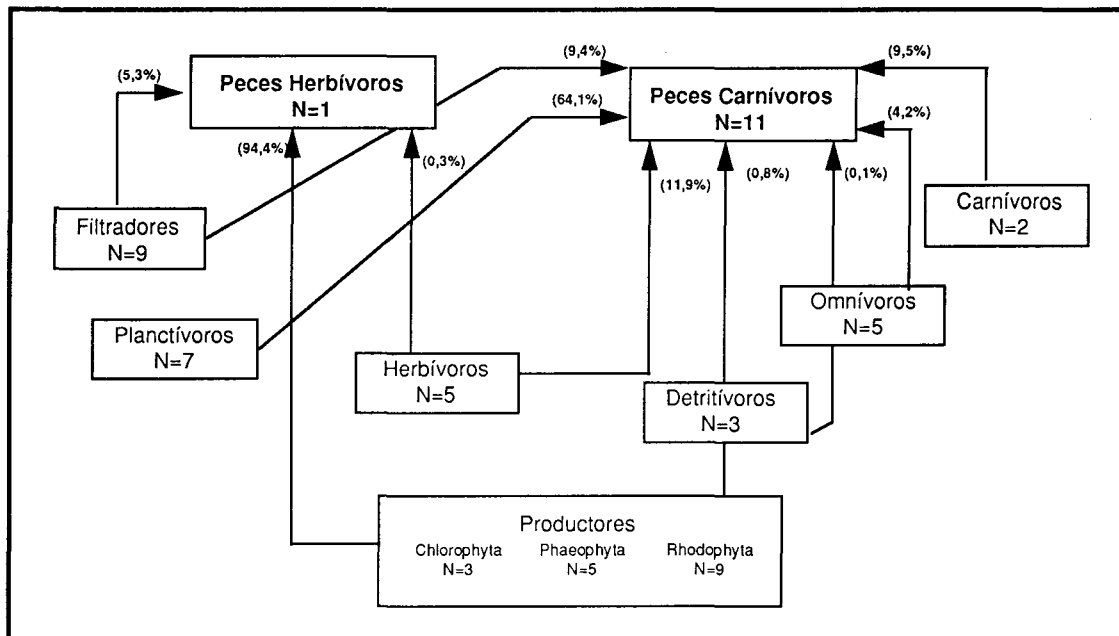 (9,4%)
(9,5%)
(5,3%)
Peces Herbívoros
N=1
Peces Carnívoros
N=11
(64,1%)
(4,2%)
(94,4%)
(0,3%)
(11,9%)
(0,8%)
(0,1%)
Filtradores
N=9
Carnívoros
N=2
Planctívoros
N=7
Omnívoros
N=5
Herbívoros
N=5
Detritívoros
N=3
Productores
Chlorophyta
N=3
Phaeophyta
N=5
Rhodophyta
N=9